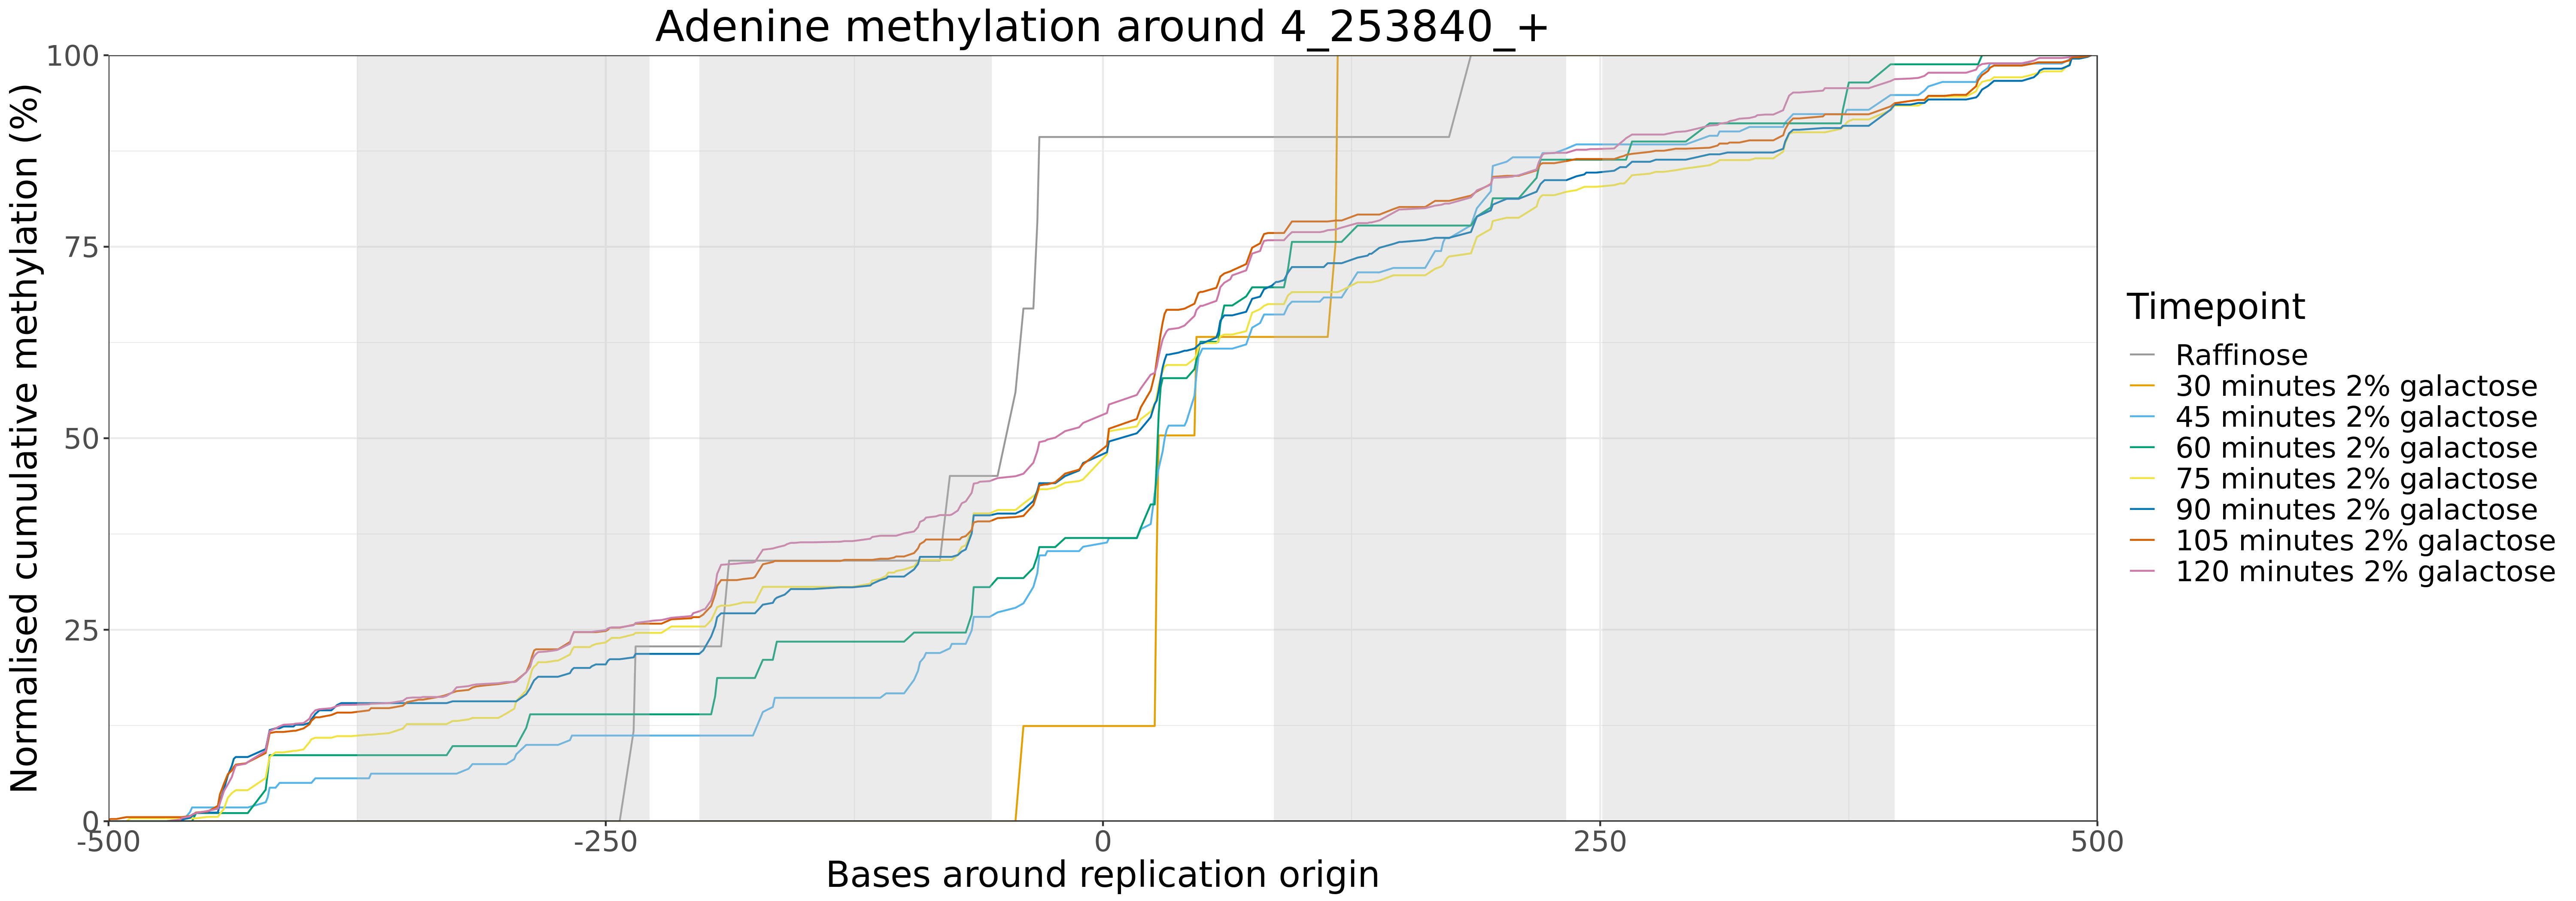 Adenine methylation around 4_253840_+
Normalised cumulative methylation (%)
100
75
50
25
0
-500
-250
0
250
500
Bases around replication origin
Timepoint
Raffinose
30 minutes 2% galactose
45 minutes 2% galactose
60 minutes 2% galactose
75 minutes 2% galactose
90 minutes 2% galactose
105 minutes 2% galactose
120 minutes 2% galactose